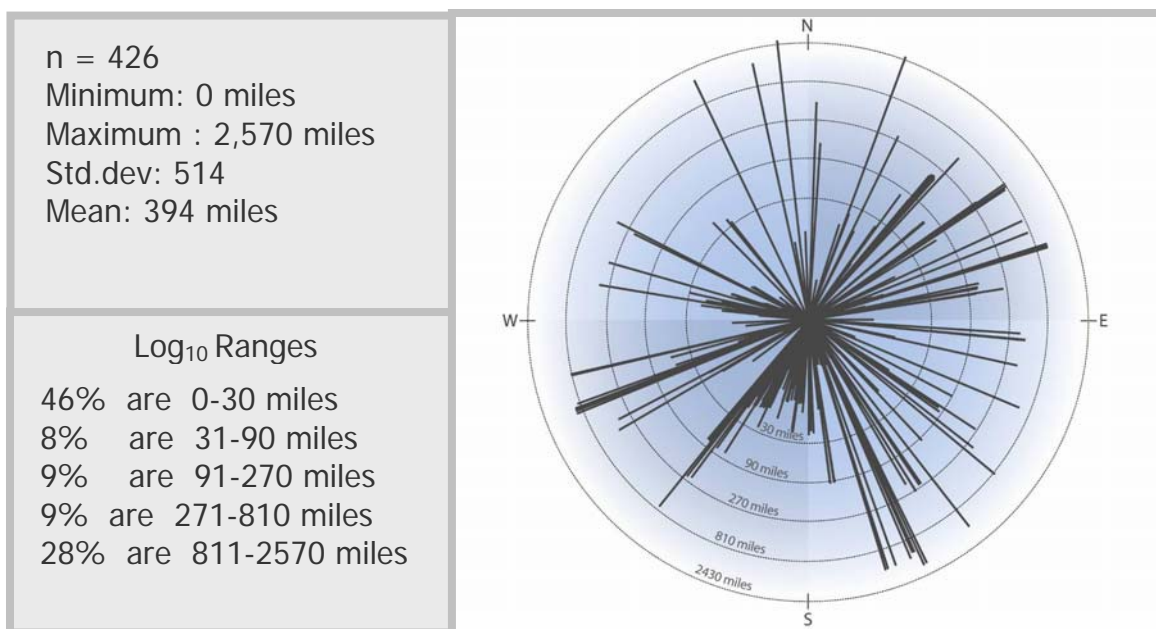 n = 426
Minimum: 0 miles
Maximum : 2,570 miles
Std.dev: 514
Mean: 394 miles
Log₁₀ Ranges
46% are 0-30 miles
8% are 31-90 miles
9% are 91-270 miles
9% are 271-810 miles
28% are 811-2570 miles
N
W
E
30 miles
90 miles
270 miles
810 miles
2430 miles
S